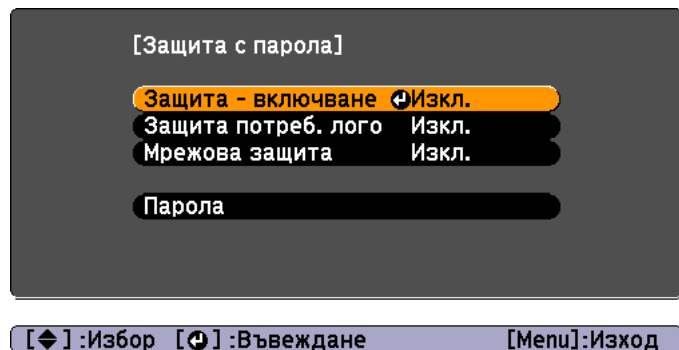 [Защита с парола]
Защита - включване Изкл.
Защита потреб. лого Изкл.
Мрежова защита Изкл.
Парола
[ ] :Избор [ ] :Въвеждане [Menu]:Изход